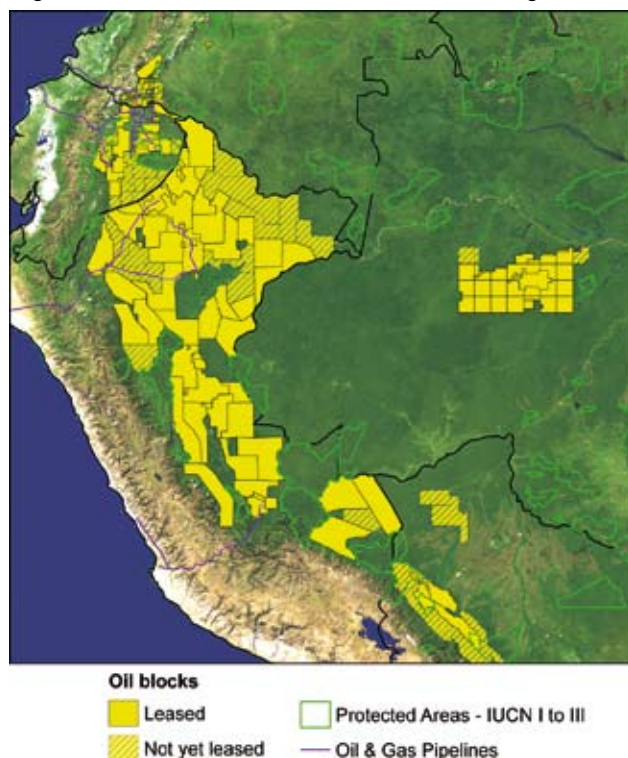 Oil blocks
Leased
Not yet leased
Protected Areas - IUCN I to III
Oil & Gas Pipelines